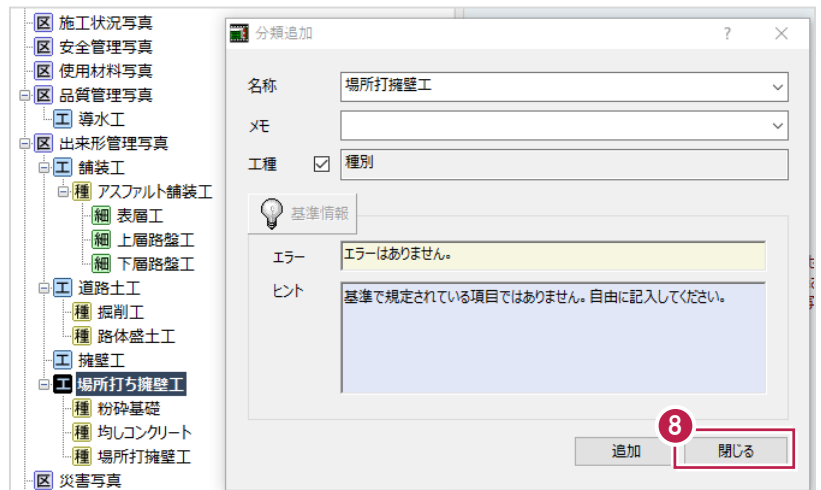 区 施工状況写真
区 安全管理写真
区 使用材料写真
区 品質管理写真
工 導水工
区 出来形管理写真
工 舗装工
種 アスファルト舗装工
細 表層工
細 上層路盤工
細 下層路盤工
工 道路土工
種 掘削工
種 路体盛土工
工 擁壁工
工 場所打ち擁壁工
種 粉砕基礎
種 均しコンクリート
種 場所打擁壁工
区 災害写真
分類追加
名称 場所打擁壁工
メモ
工種 種別
基準情報
エラー エラーはありません。
ヒント 基準で規定されている項目ではありません。自由に記入してください。
8
追加 閉じる